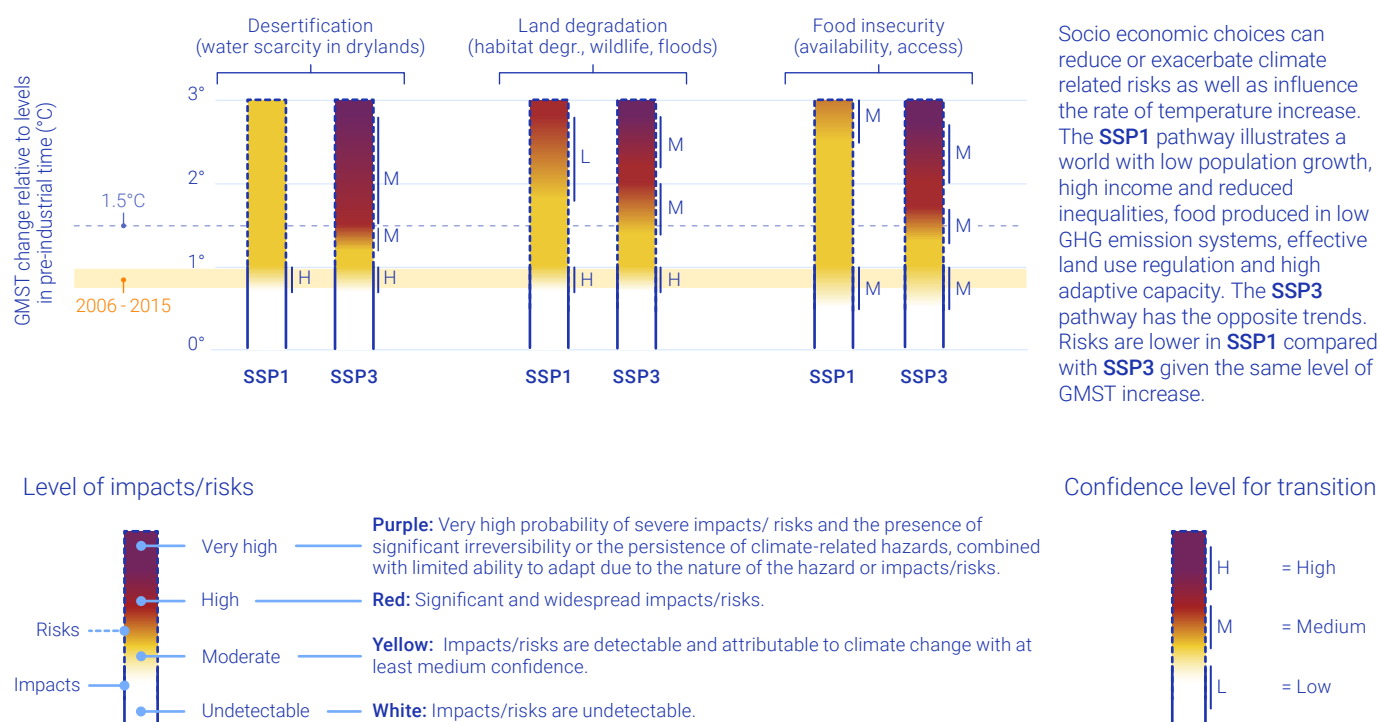 Desertification
(water scarcity in drylands)
Land degradation
(habitat degr., wildlife, floods)
Food insecurity
(availability, access)
GMST change relative to levels
in pre-industrial time (°C)
3°
2°
1.5°C
1°
2006 - 2015
0°
H
M
M
H
L
H
M
M
H
M
M
M
M
M
SSP1
SSP3
SSP1
SSP3
SSP1
SSP3
Socio economic choices can
reduce or exacerbate climate
related risks as well as influence
the rate of temperature increase.
The SSP1 pathway illustrates a
world with low population growth,
high income and reduced
inequalities, food produced in low
GHG emission systems, effective
land use regulation and high
adaptive capacity. The SSP3
pathway has the opposite trends.
Risks are lower in SSP1 compared
with SSP3 given the same level of
GMST increase.
Level of impacts/risks
Risks
Impacts
Very high
Purple: Very high probability of severe impacts/ risks and the presence of
significant irreversibility or the persistence of climate-related hazards, combined
with limited ability to adapt due to the nature of the hazard or impacts/risks.
High
Red: Significant and widespread impacts/risks.
Moderate
Yellow: Impacts/risks are detectable and attributable to climate change with at
least medium confidence.
Undetectable
White: Impacts/risks are undetectable.
Confidence level for transition
H = High
M = Medium
L = Low